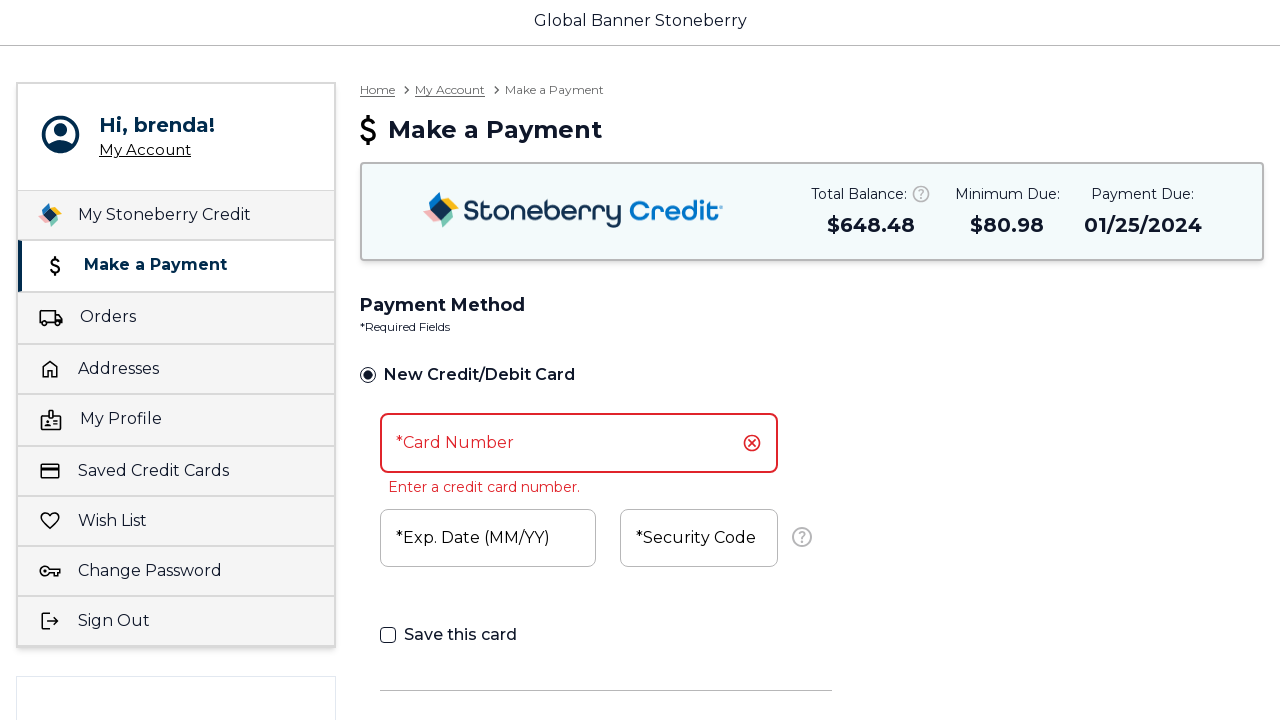 Global Banner Stoneberry
Hi, brenda!
My Account
My Stoneberry Credit
Make a Payment
Orders
Addresses
My Profile
Saved Credit Cards
Wish List
Change Password
Sign Out
Home > My Account > Make a Payment
$ Make a Payment
Stoneberry Credit
Total Balance:
$648.48
Minimum Due:
$80.98
Payment Due:
01/25/2024
Payment Method
*Required Fields
New Credit/Debit Card
*Card Number
Enter a credit card number.
*Exp. Date (MM/YY)
*Security Code
Save this card